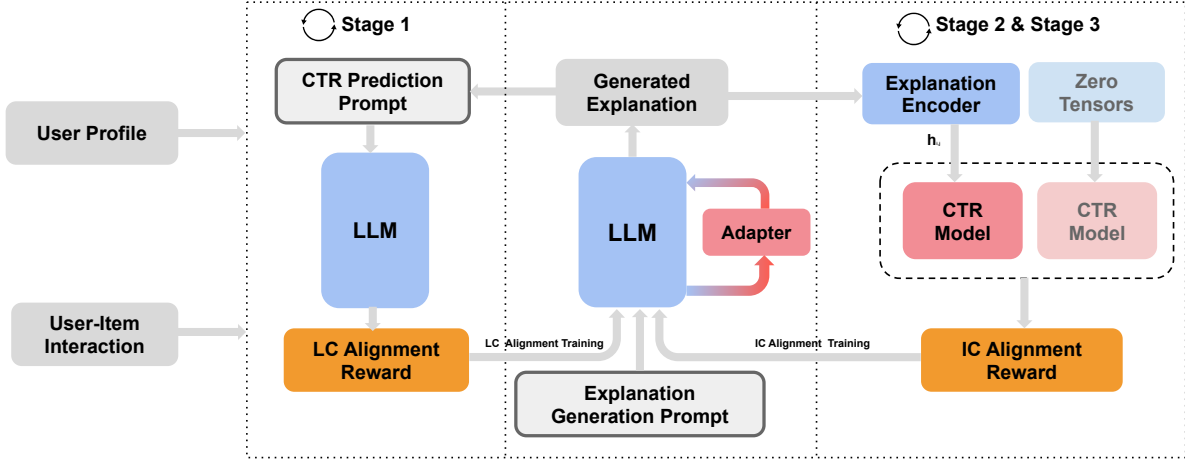 Stage 1
Stage 2 & Stage 3
CTR Prediction
Prompt
Generated
Explanation
Explanation
Encoder
Zero
Tensors
User Profile
LLM
LLM
Adapter
CTR
Model
CTR
Model
User-Item
Interaction
LC Alignment
Reward
LC Alignment Training
IC Alignment Training
IC Alignment
Reward
Explanation
Generation Prompt